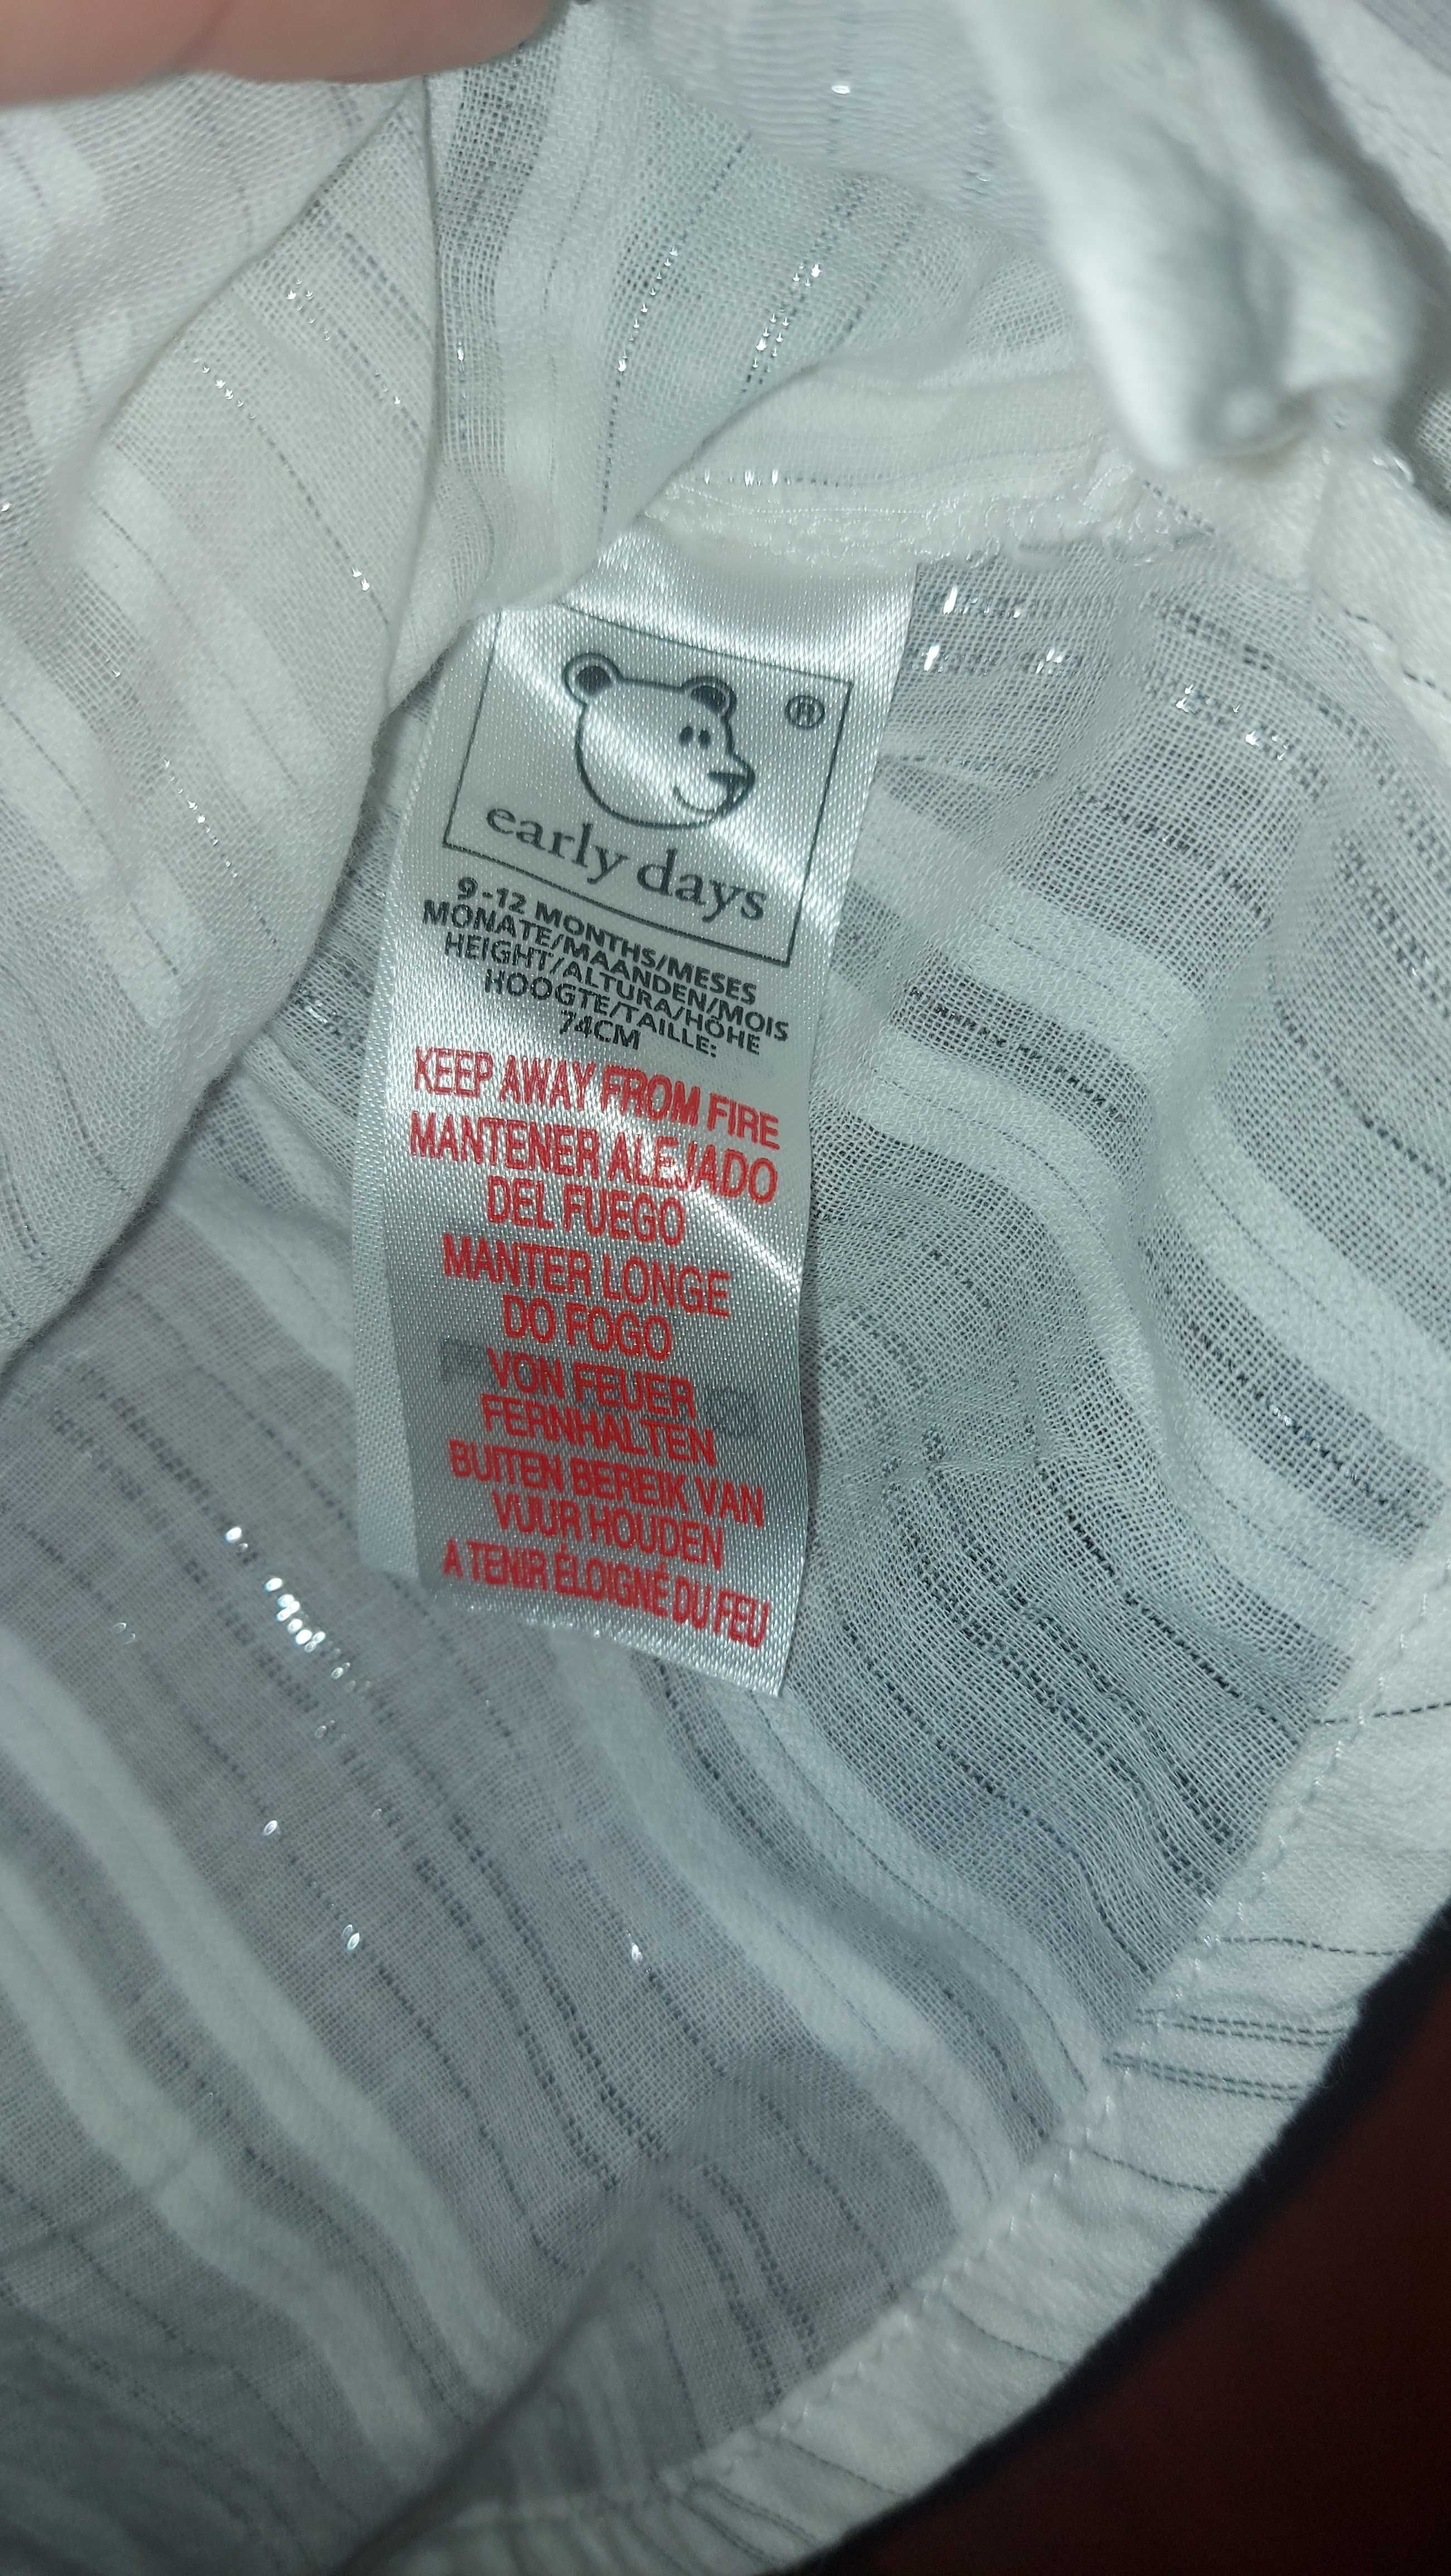 ®
early days
9-12 MONTHS/MESES
MONATE/MAANDEN/MOIS
HEIGHT/ALTURA/HÖHE
HOOGTE/TAILLE:
74CM
KEEP AWAY FROM FIRE
MANTENER ALEJADO
DEL FUEGO
MANTER LONGE
DO FOGO
VON FEUER
FERNHALTEN
BUITEN BEREIK VAN
VUUR HOUDEN
A TENIR ÉLOIGNÉ DU FEU